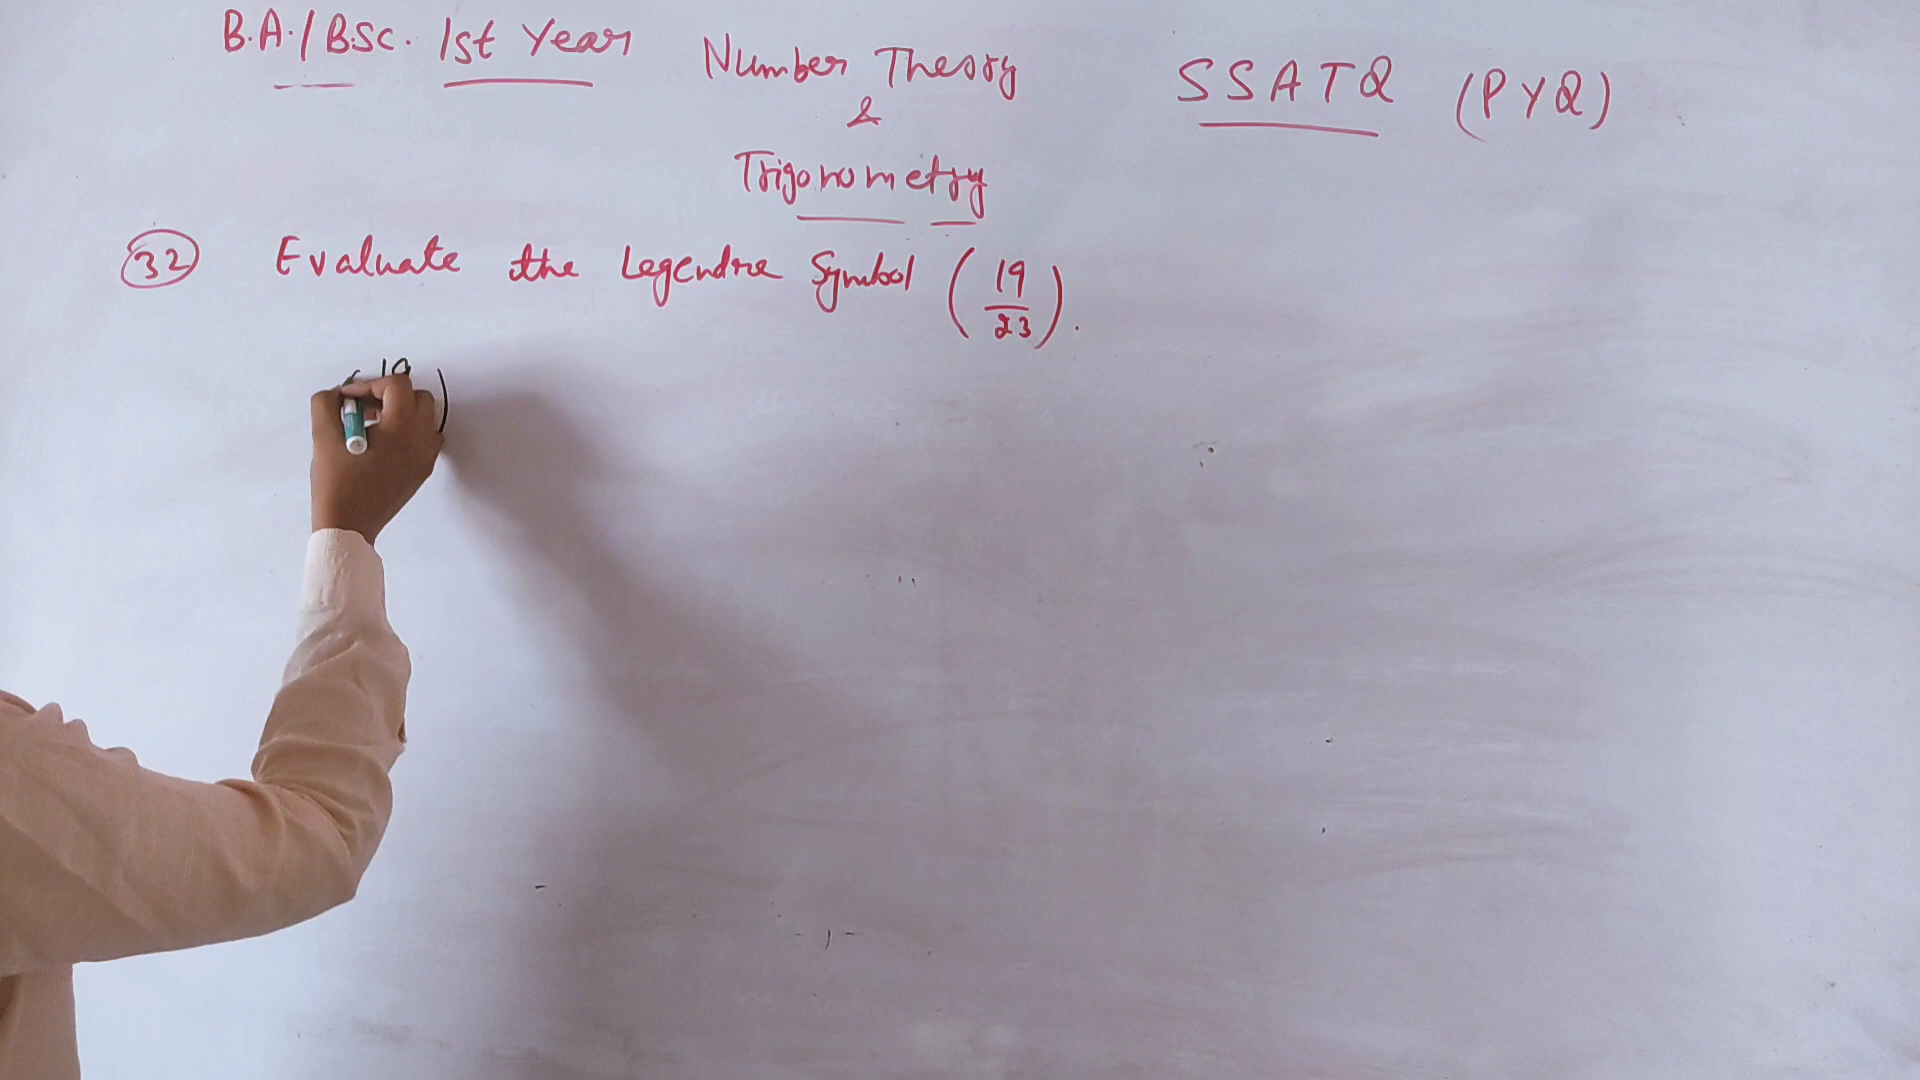 B.A./B.SC. 1st Year
Number Theory
&
Trigonometry
SSATQ (PYQ)
32 Evaluate the Legendre Symbol (19/23).
19